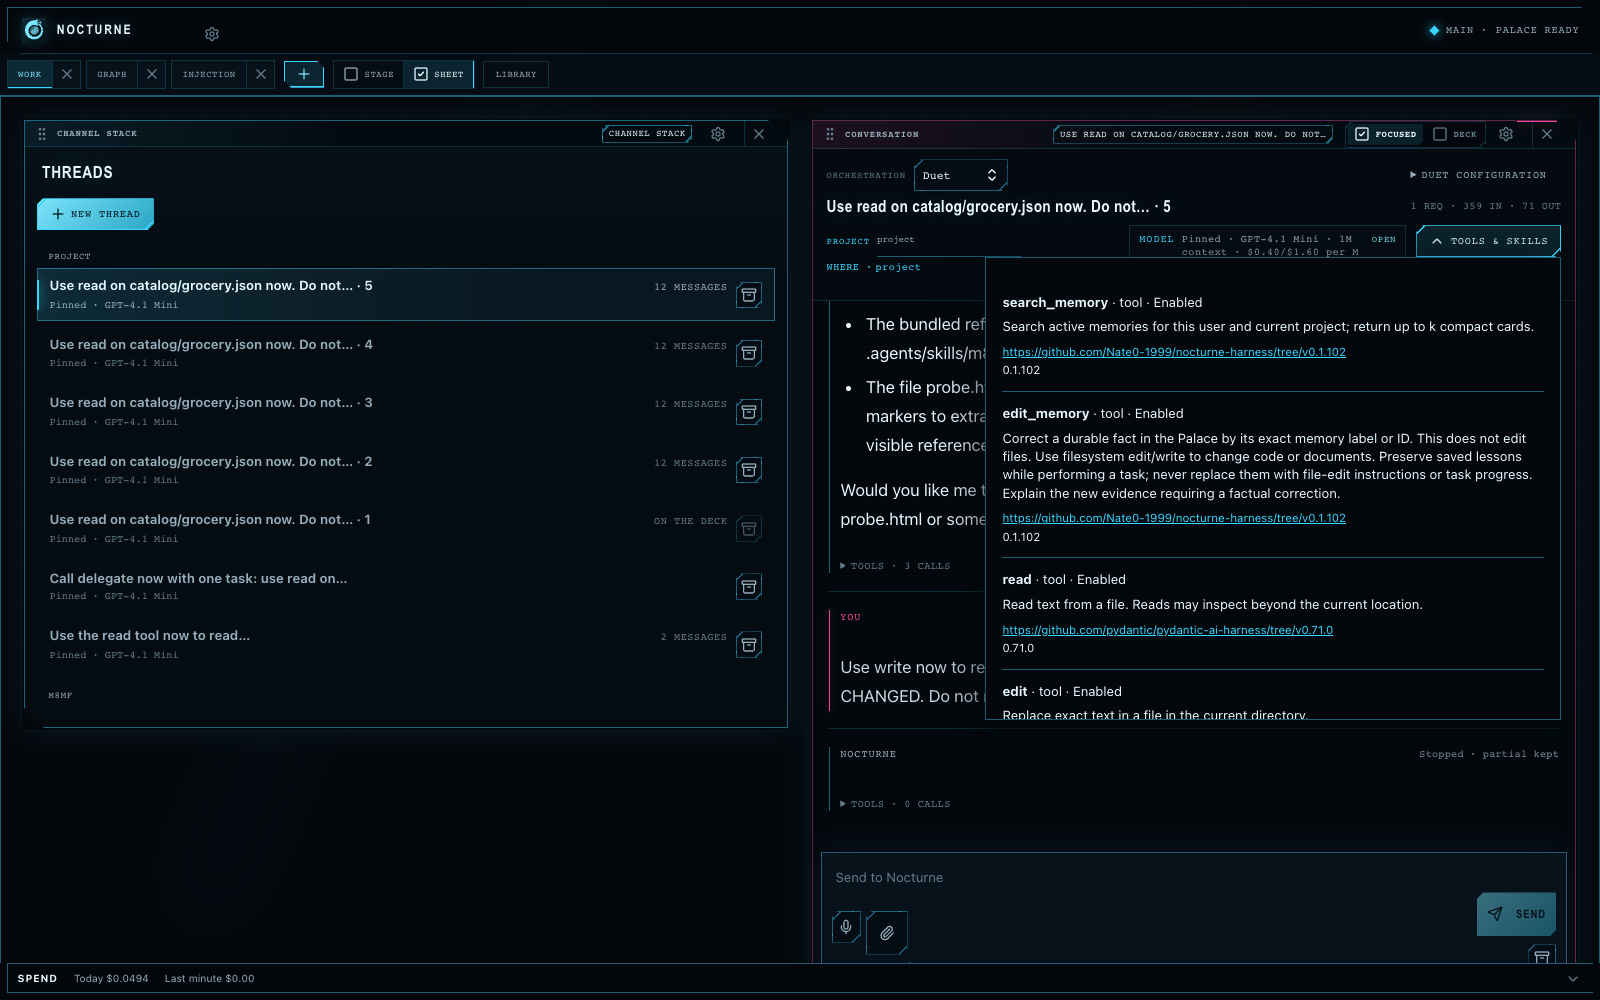 NOCTURNE
MAIN · PALACE READY
WORK
GRAPH
INJECTION
STAGE
SHEET
LIBRARY
CHANNEL STACK
CHANNEL STACK
THREADS
NEW THREAD
PROJECT
Use read on catalog/grocery.json now. Do not… · 5
12 MESSAGES
Pinned · GPT-4.1 Mini
Use read on catalog/grocery.json now. Do not… · 4
12 MESSAGES
Pinned · GPT-4.1 Mini
Use read on catalog/grocery.json now. Do not… · 3
12 MESSAGES
Pinned · GPT-4.1 Mini
Use read on catalog/grocery.json now. Do not… · 2
12 MESSAGES
Pinned · GPT-4.1 Mini
Use read on catalog/grocery.json now. Do not… · 1
ON THE DECK
Pinned · GPT-4.1 Mini
Call delegate now with one task: use read on…
Pinned · GPT-4.1 Mini
Use the read tool now to read…
2 MESSAGES
Pinned · GPT-4.1 Mini
M8MF
CONVERSATION
USE READ ON CATALOG/GROCERY.JSON NOW. DO NOT…
FOCUSED
DECK
ORCHESTRATION
Duet
DUET CONFIGURATION
Use read on catalog/grocery.json now. Do not… · 5
1 REQ · 359 IN · 71 OUT
PROJECT project
MODEL Pinned · GPT-4.1 Mini · 1M
context · $0.40/$1.60 per M
OPEN
TOOLS & SKILLS
WHERE · project
The bundled ref
.agents/skills/m
The file probe.h
markers to extra
visible reference
Would you like me t
probe.html or some
TOOLS · 3 CALLS
YOU
Use write now to re
CHANGED. Do not
NOCTURNE
Stopped · partial kept
TOOLS · 0 CALLS
search_memory · tool · Enabled
Search active memories for this user and current project; return up to k compact cards.
https://github.com/Nate0-1999/nocturne-harness/tree/v0.1.102
0.1.102
edit_memory · tool · Enabled
Correct a durable fact in the Palace by its exact memory label or ID. This does not edit
files. Use filesystem edit/write to change code or documents. Preserve saved lessons
while performing a task; never replace them with file-edit instructions or task progress.
Explain the new evidence requiring a factual correction.
https://github.com/Nate0-1999/nocturne-harness/tree/v0.1.102
0.1.102
read · tool · Enabled
Read text from a file. Reads may inspect beyond the current location.
https://github.com/pydantic/pydantic-ai-harness/tree/v0.71.0
0.71.0
edit · tool · Enabled
Replace exact text in a file in the current directory.
Send to Nocturne
SEND
SPEND
Today $0.0494
Last minute $0.00